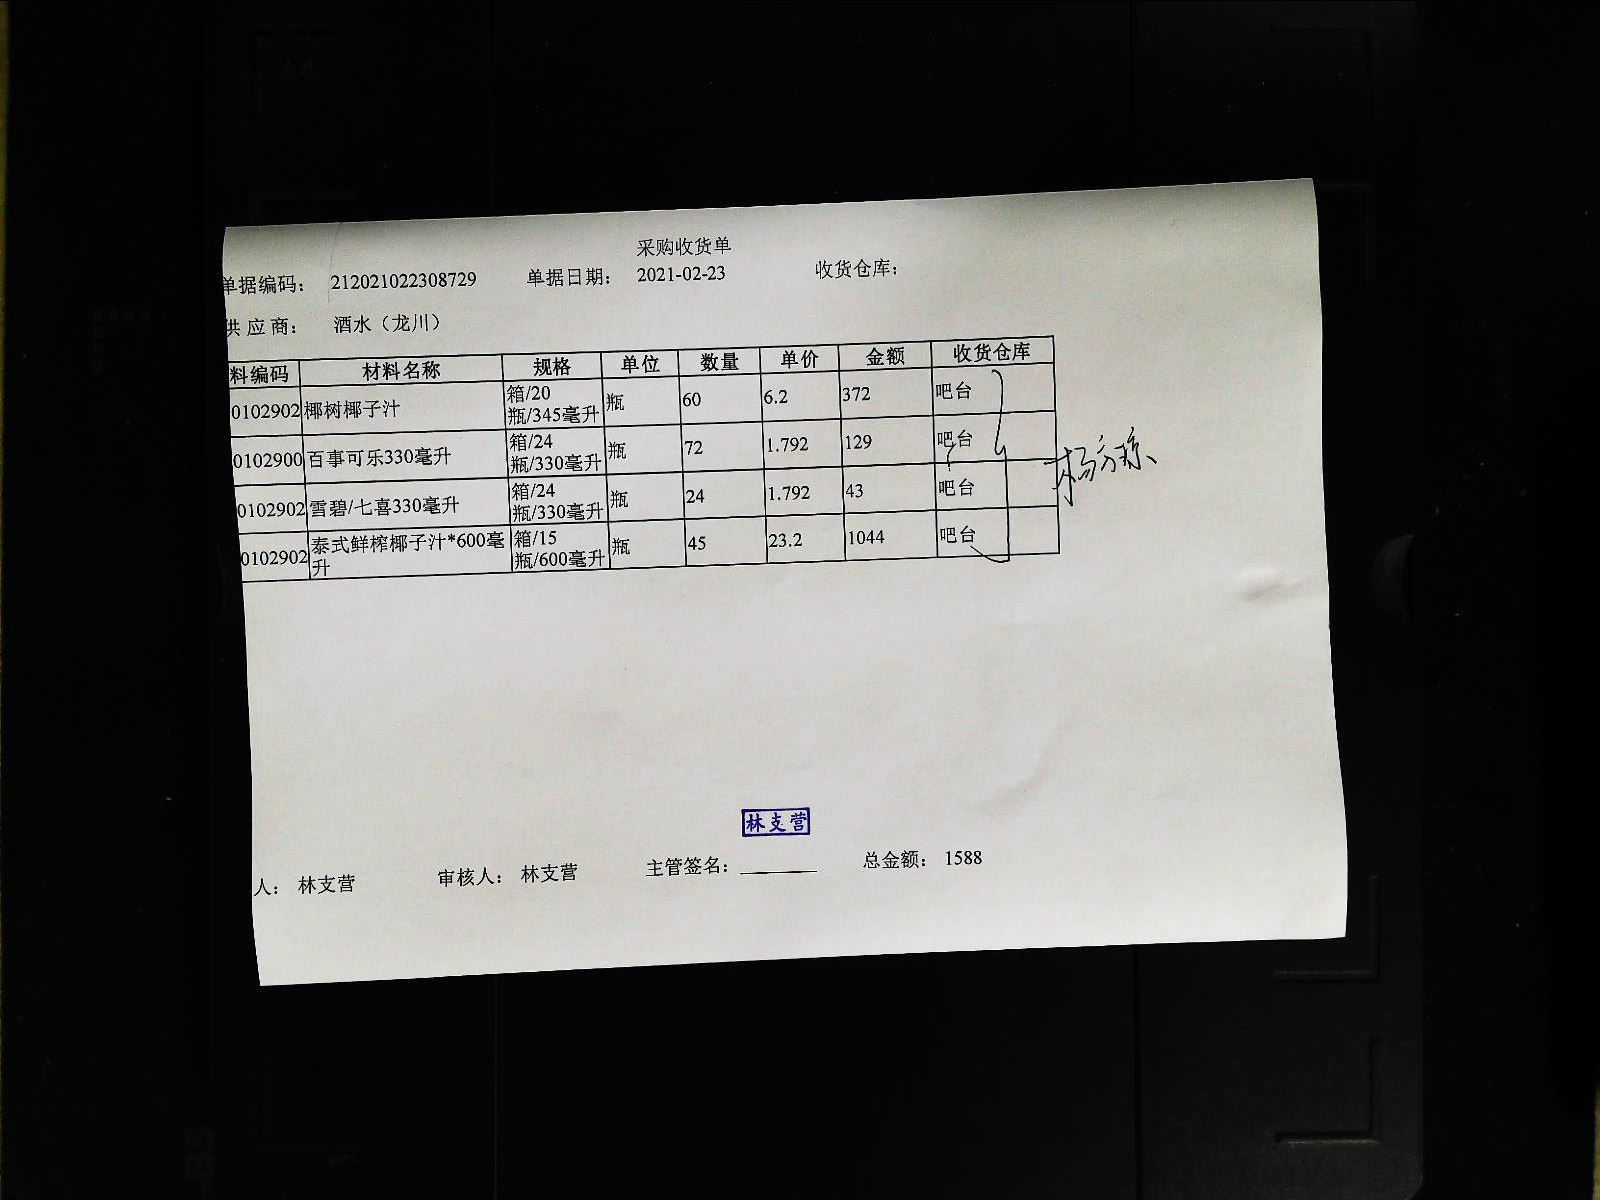 采购收货单
单据编码： 212021022308729 单据日期： 2021-02-23 收货仓库：
供应商： 酒水（龙川）
料编码 材料名称 规格 单位 数量 单价 金额 收货仓库
0102902 椰树椰子汁 箱/20瓶/345毫升 瓶 60 6.2 372 吧台
0102900 百事可乐330毫升 箱/24瓶/330毫升 瓶 72 1.792 129 吧台
0102902 雪碧/七喜330毫升 箱/24瓶/330毫升 瓶 24 1.792 43 吧台
0102902 泰式鲜榨椰子汁*600毫升 箱/15瓶/600毫升 瓶 45 23.2 1044 吧台
林支营
人： 林支营 审核人： 林支营 主管签名： 总金额： 1588